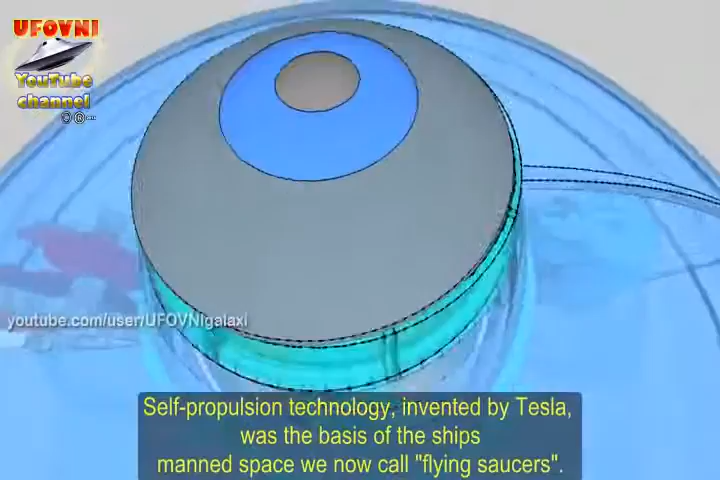 UFOVNI
YouTube
channel
©®
youtube.com/user/UFOVNIgalaxi
Self-propulsion technology, invented by Tesla,
was the basis of the ships
manned space we now call "flying saucers".